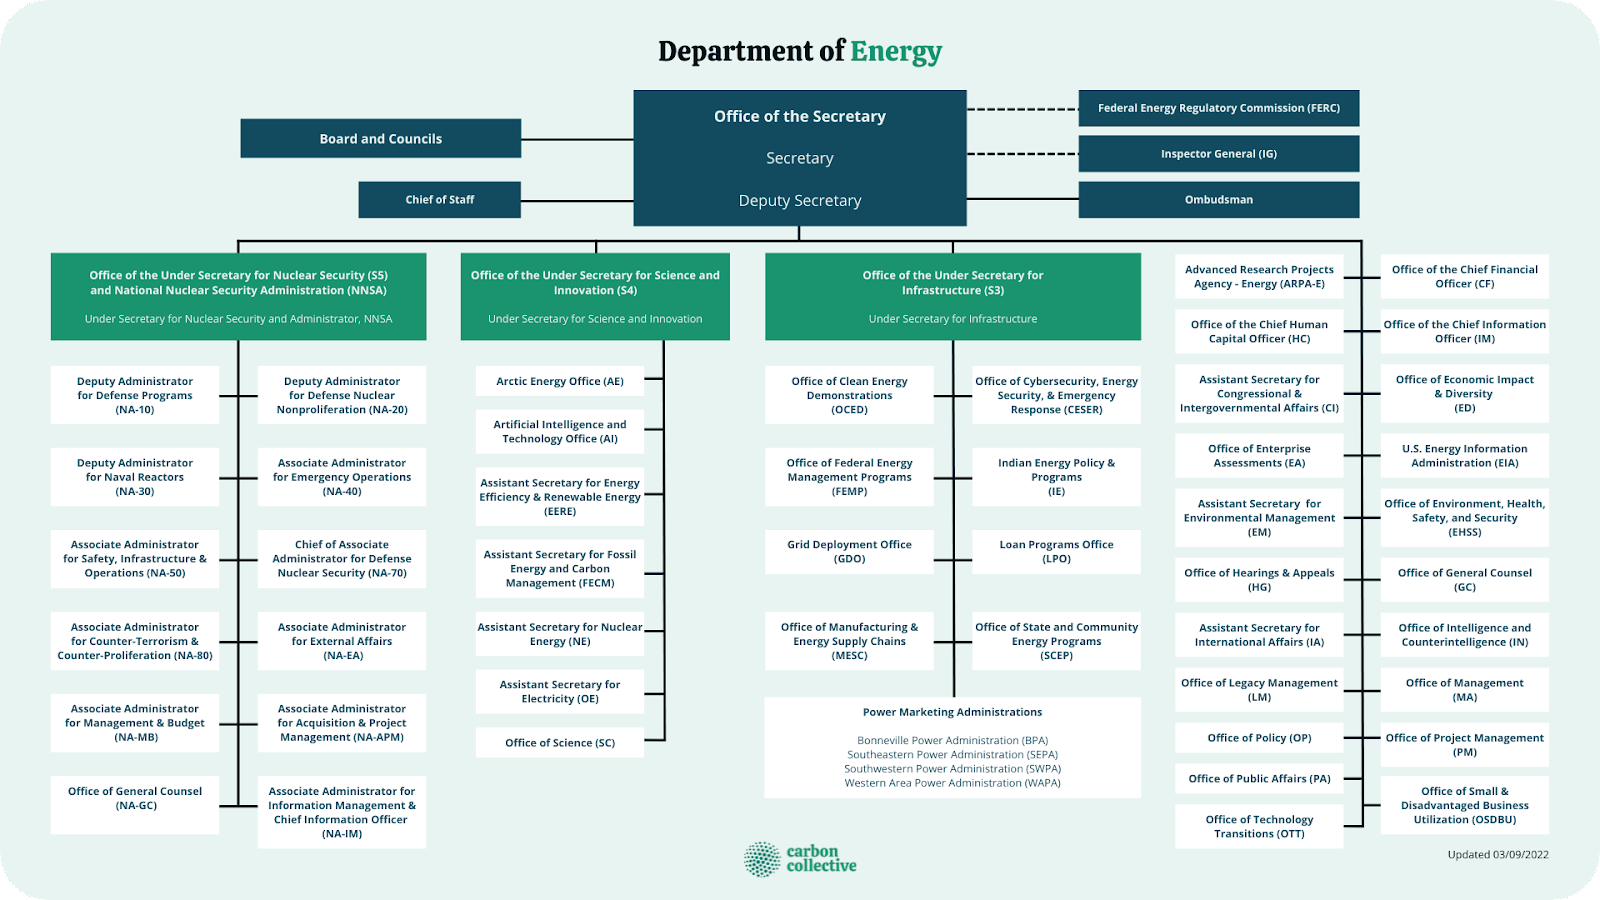 Department of Energy
Office of the Secretary
Secretary
Deputy Secretary
Board and Councils
Chief of Staff
Federal Energy Regulatory Commission (FERC)
Inspector General (IG)
Ombudsman
Office of the Under Secretary for Nuclear Security (S5)
and National Nuclear Security Administration (NNSA)
Under Secretary for Nuclear Security and Administrator, NNSA
Deputy Administrator
for Defense Programs
(NA-10)
Deputy Administrator
for Defense Nuclear
Nonproliferation (NA-20)
Deputy Administrator
for Naval Reactors
(NA-30)
Associate Administrator
for Emergency Operations
(NA-40)
Associate Administrator
for Safety, Infrastructure &
Operations (NA-50)
Chief of Associate
Administrator for Defense
Nuclear Security (NA-70)
Associate Administrator
for Counter-Terrorism &
Counter-Proliferation (NA-80)
Associate Administrator
for External Affairs
(NA-EA)
Associate Administrator
for Management & Budget
(NA-MB)
Associate Administrator
for Acquisition & Project
Management (NA-APM)
Office of General Counsel
(NA-GC)
Associate Administrator for
Information Management &
Chief Information Officer
(NA-IM)
Office of the Under Secretary for Science and
Innovation (S4)
Under Secretary for Science and Innovation
Arctic Energy Office (AE)
Artificial Intelligence and
Technology Office (AI)
Assistant Secretary for Energy
Efficiency & Renewable Energy
(EERE)
Assistant Secretary for Fossil
Energy and Carbon
Management (FECM)
Assistant Secretary for Nuclear
Energy (NE)
Assistant Secretary for
Electricity (OE)
Office of Science (SC)
Office of the Under Secretary for
Infrastructure (S3)
Under Secretary for Infrastructure
Office of Clean Energy
Demonstrations
(OCED)
Office of Cybersecurity, Energy
Security, & Emergency
Response (CESER)
Office of Federal Energy
Management Programs
(FEMP)
Indian Energy Policy &
Programs
(IE)
Grid Deployment Office
(GDO)
Loan Programs Office
(LPO)
Office of Manufacturing &
Energy Supply Chains
(MESC)
Office of State and Community
Energy Programs
(SCEP)
Power Marketing Administrations
Bonneville Power Administration (BPA)
Southeastern Power Administration (SEPA)
Southwestern Power Administration (SWPA)
Western Area Power Administration (WAPA)
Advanced Research Projects
Agency - Energy (ARPA-E)
Office of the Chief Financial
Officer (CF)
Office of the Chief Human
Capital Officer (HC)
Office of the Chief Information
Officer (IM)
Assistant Secretary for
Congressional &
Intergovernmental Affairs (CI)
Office of Economic Impact
& Diversity
(ED)
Office of Enterprise
Assessments (EA)
U.S. Energy Information
Administration (EIA)
Assistant Secretary for
Environmental Management
(EM)
Office of Environment, Health,
Safety, and Security
(EHSS)
Office of Hearings & Appeals
(HG)
Office of General Counsel
(GC)
Assistant Secretary for
International Affairs (IA)
Office of Intelligence and
Counterintelligence (IN)
Office of Legacy Management
(LM)
Office of Management
(MA)
Office of Policy (OP)
Office of Project Management
(PM)
Office of Public Affairs (PA)
Office of Small &
Disadvantaged Business
Utilization (OSDBU)
Office of Technology
Transitions (OTT)
carbon
collective
Updated 03/09/2022